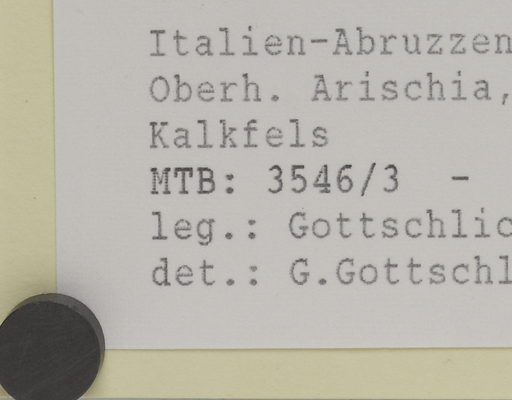 Italien-Abruzzen
Oberh. Arischia,
Kalkfels
MTB: 3546/3 -
leg.: Gottschlic
det.: G.Gottschl